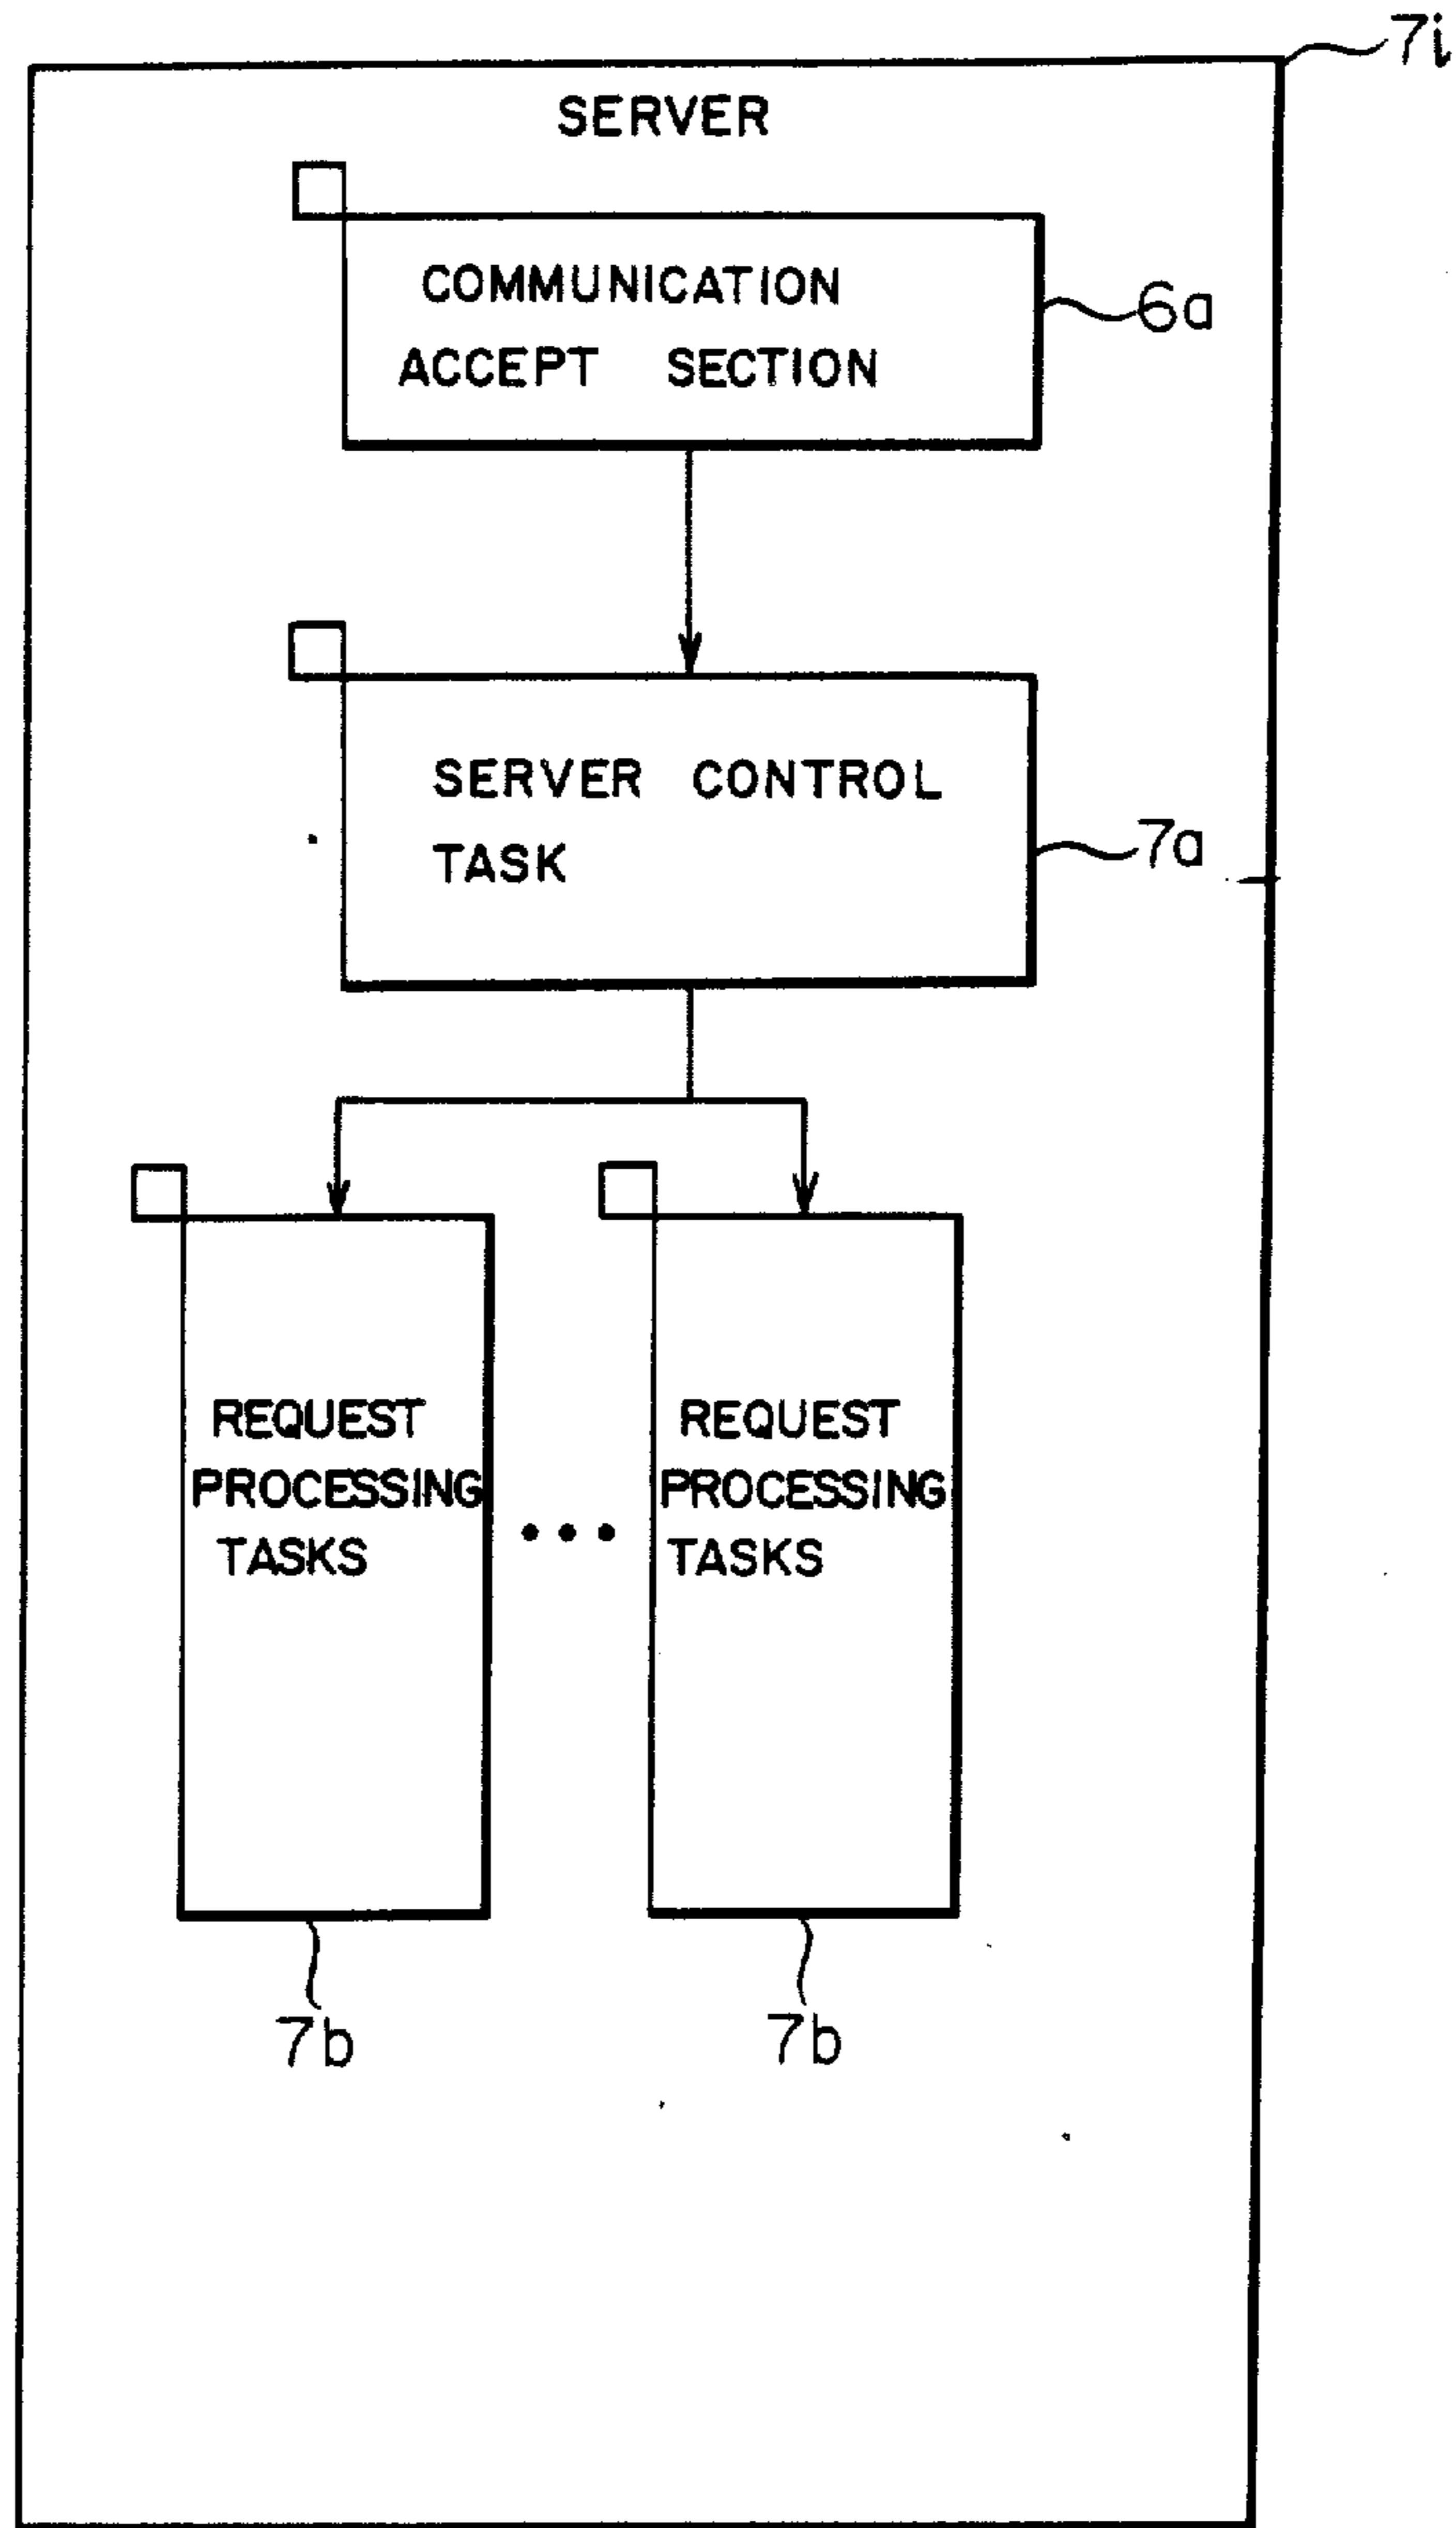 7i
SERVER
COMMUNICATION
ACCEPT SECTION
6a
SERVER CONTROL
TASK
7a
REQUEST
PROCESSING
TASKS
REQUEST
PROCESSING
TASKS
7b
7b